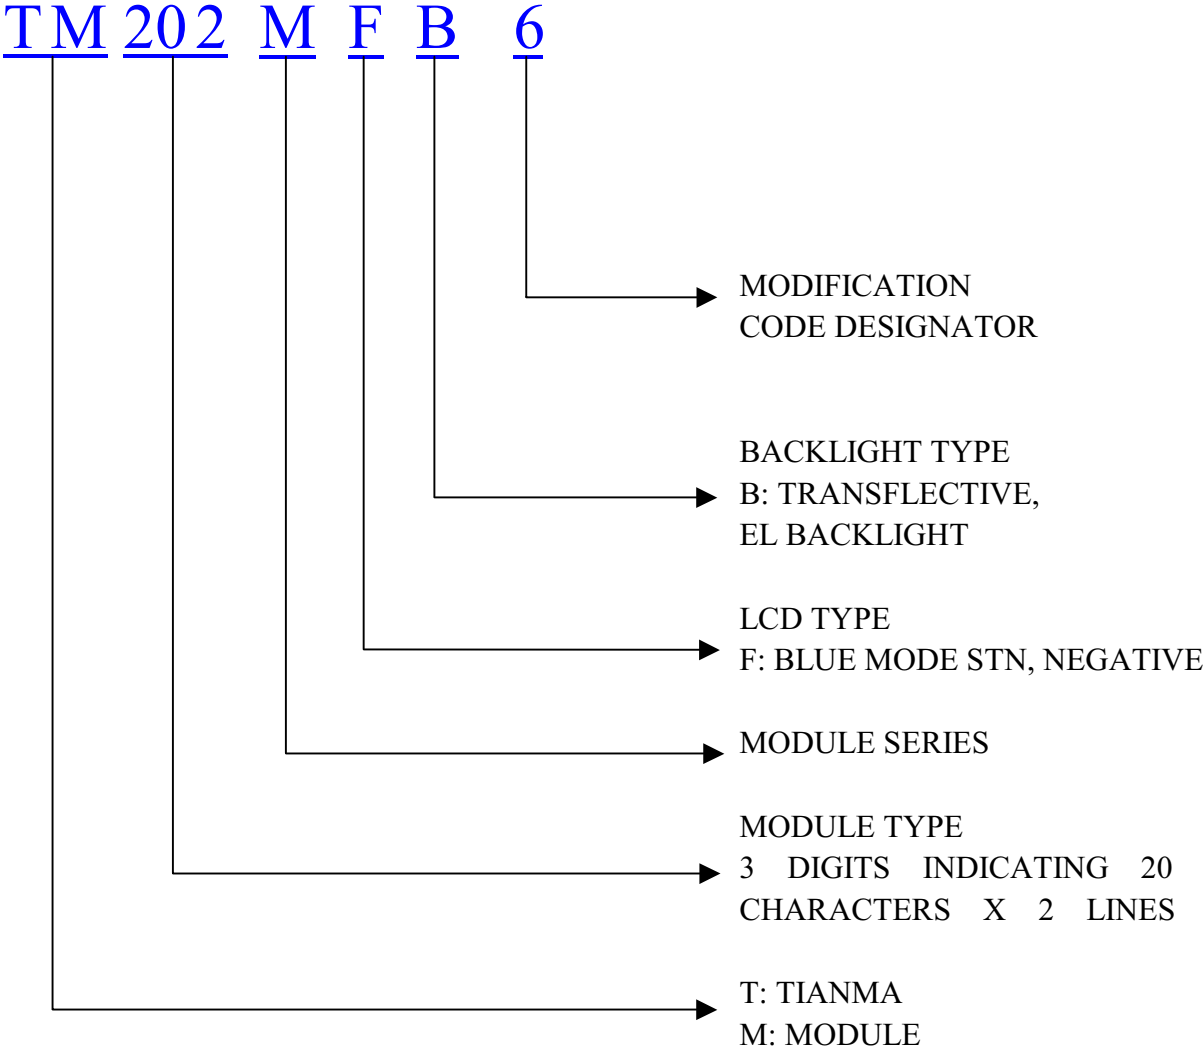 TM 202 M F B 6
MODIFICATION
CODE DESIGNATOR
BACKLIGHT TYPE
B: TRANSFLECTIVE,
EL BACKLIGHT
LCD TYPE
F: BLUE MODE STN, NEGATIVE
MODULE SERIES
MODULE TYPE
3 DIGITS INDICATING 20
CHARACTERS X 2 LINES
T: TIANMA
M: MODULE